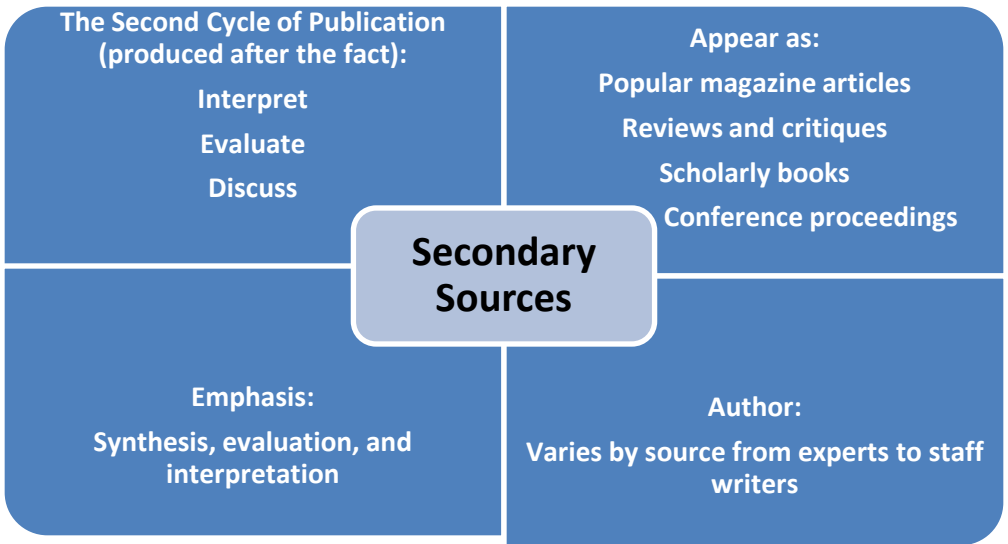 The Second Cycle of Publication
(produced after the fact):
Interpret
Evaluate
Discuss
Appear as:
Popular magazine articles
Reviews and critiques
Scholarly books
Conference proceedings
Secondary
Sources
Emphasis:
Synthesis, evaluation, and
interpretation
Author:
Varies by source from experts to staff
writers